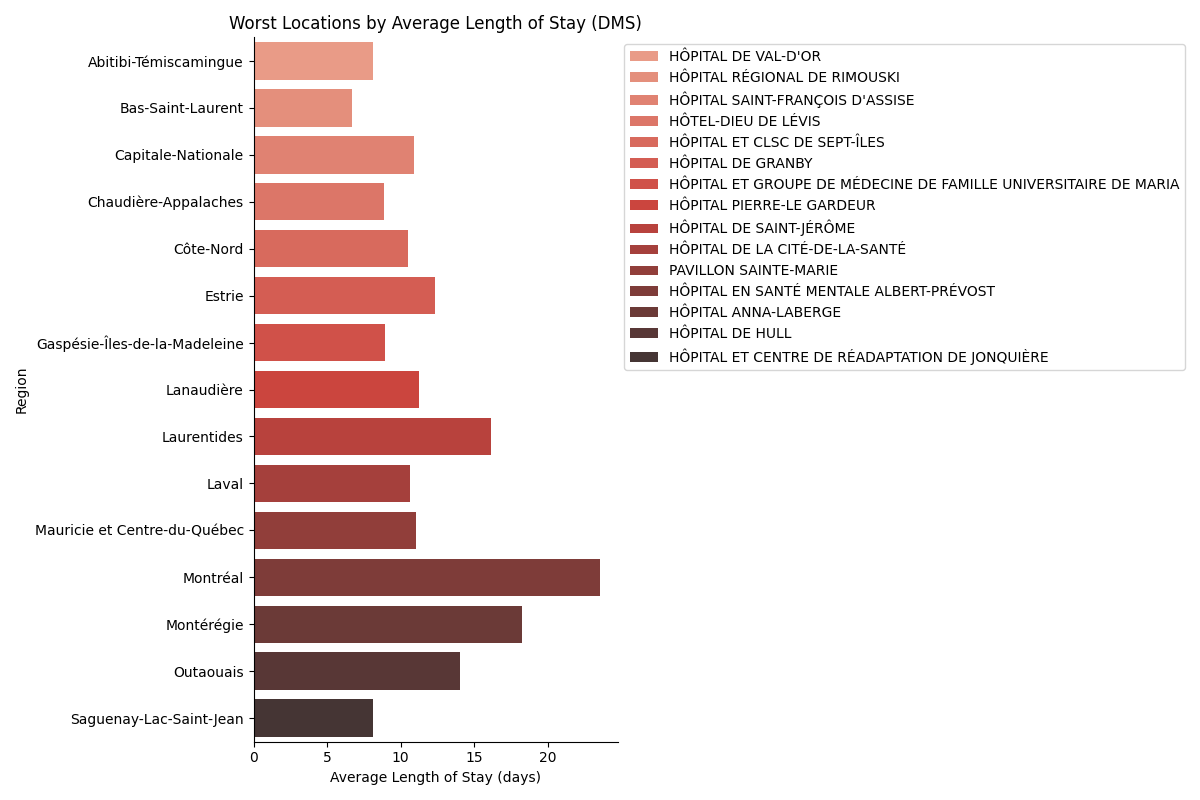 Worst Locations by Average Length of Stay (DMS)
Region
Abitibi-Témiscamingue
Bas-Saint-Laurent
Capitale-Nationale
Chaudière-Appalaches
Côte-Nord
Estrie
Gaspésie-Îles-de-la-Madeleine
Lanaudière
Laurentides
Laval
Mauricie et Centre-du-Québec
Montréal
Montérégie
Outaouais
Saguenay-Lac-Saint-Jean
0 5 10 15 20
Average Length of Stay (days)
HÔPITAL DE VAL-D'OR
HÔPITAL RÉGIONAL DE RIMOUSKI
HÔPITAL SAINT-FRANÇOIS D'ASSISE
HÔTEL-DIEU DE LÉVIS
HÔPITAL ET CLSC DE SEPT-ÎLES
HÔPITAL DE GRANBY
HÔPITAL ET GROUPE DE MÉDECINE DE FAMILLE UNIVERSITAIRE DE MARIA
HÔPITAL PIERRE-LE GARDEUR
HÔPITAL DE SAINT-JÉRÔME
HÔPITAL DE LA CITÉ-DE-LA-SANTÉ
PAVILLON SAINTE-MARIE
HÔPITAL EN SANTÉ MENTALE ALBERT-PRÉVOST
HÔPITAL ANNA-LABERGE
HÔPITAL DE HULL
HÔPITAL ET CENTRE DE RÉADAPTATION DE JONQUIÈRE